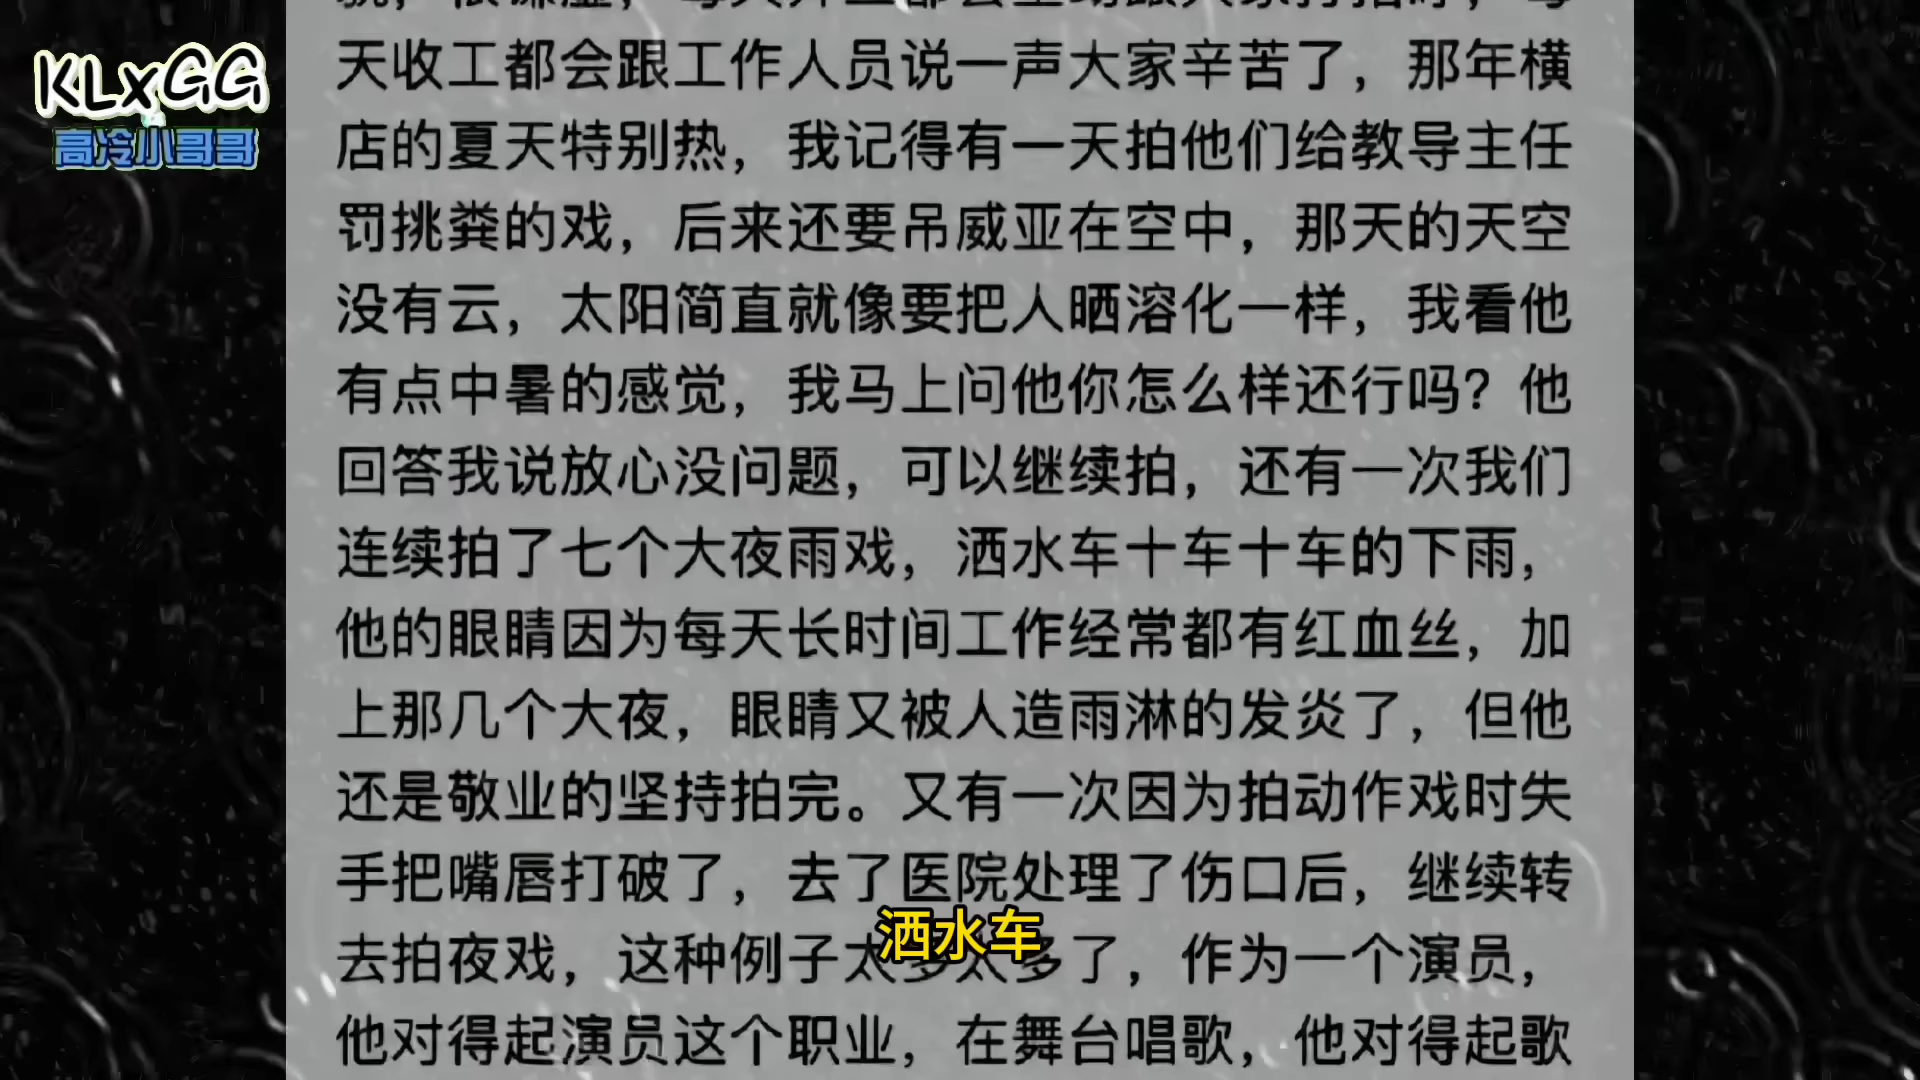 KLxGG
高冷小哥哥
天收工都会跟工作人员说一声大家辛苦了，那年横
店的夏天特别热，我记得有一天拍他们给教导主任
罚挑粪的戏，后来还要吊威亚在空中，那天的天空
没有云，太阳简直就像要把人晒溶化一样，我看他
有点中暑的感觉，我马上问他你怎么样还行吗？他
回答我说放心没问题，可以继续拍，还有一次我们
连续拍了七个大夜雨戏，洒水车十车十车的下雨，
他的眼睛因为每天长时间工作经常都有红血丝，加
上那几个大夜，眼睛又被人造雨淋的发炎了，但他
还是敬业的坚持拍完。又有一次因为拍动作戏时失
手把嘴唇打破了，去了医院处理了伤口后，继续转
去拍夜戏，这种例子太多太多了，作为一个演员，
洒水车
他对得起演员这个职业，在舞台唱歌，他对得起歌